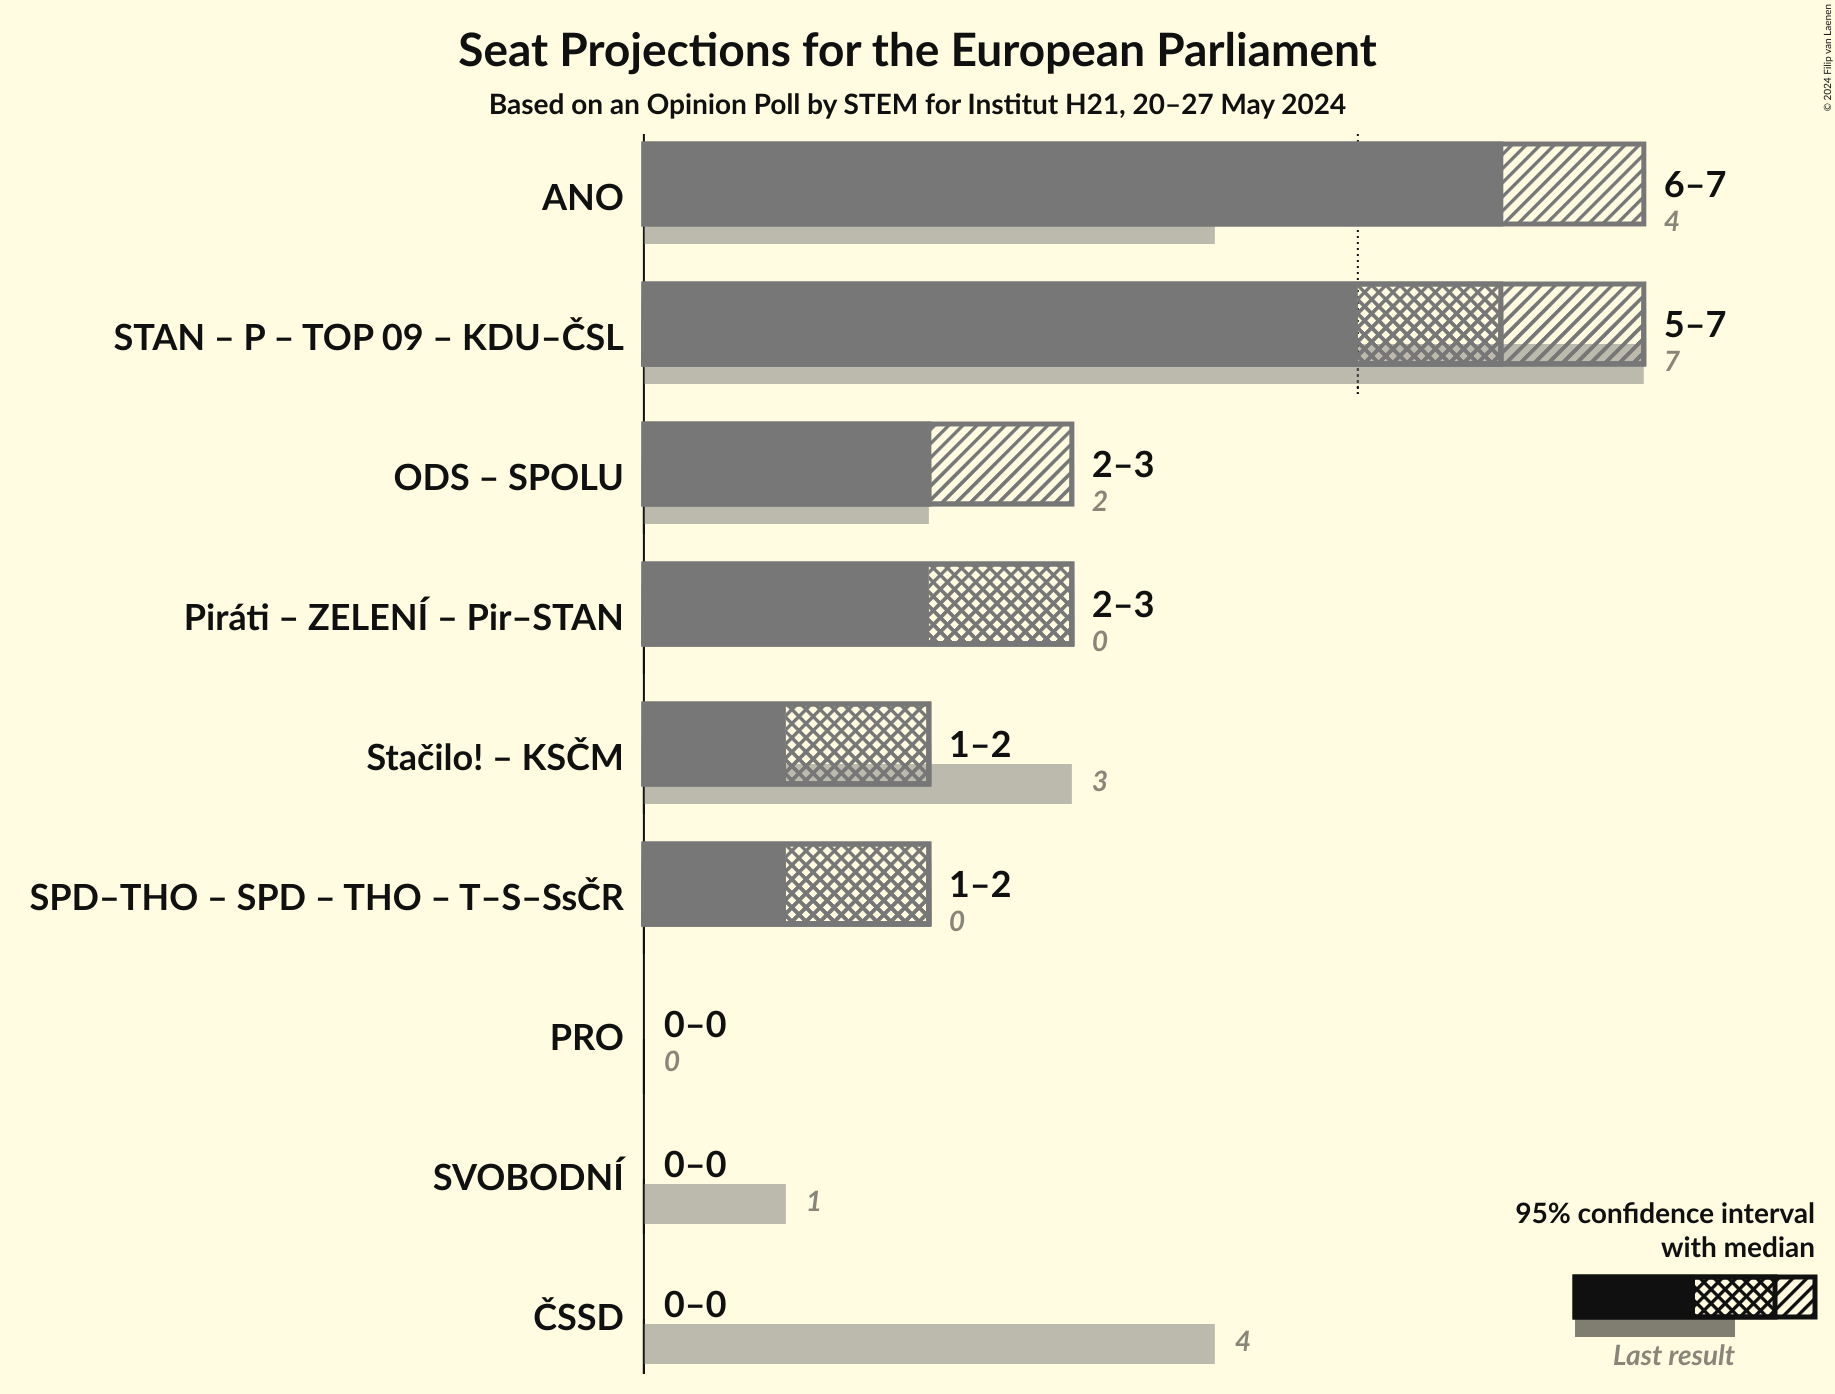 Seat Projections for the European Parliament
Based on an Opinion Poll by STEM for Institut H21, 20–27 May 2024
© 2024 Filip van Laenen
ANO
6–7
4
STAN – P – TOP 09 – KDU–ČSL
5–7
7
ODS – SPOLU
2–3
2
Piráti – ZELENÍ – Pir–STAN
2–3
0
Stačilo! – KSČM
1–2
3
SPD–THO – SPD – THO – T–S–SsČR
1–2
0
PRO
0–0
0
SVOBODNÍ
0–0
1
ČSSD
0–0
4
95% confidence interval
with median
Last result